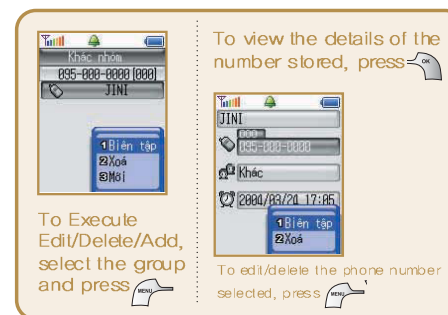 Khác nhóm
095-000-0000 [000]
JINI
1 Biên tập
2 Xoá
3 Mới
To Execute
Edit/Delete/Add,
select the group
and press MENU
To view the details of the
number stored, press OK
JINI
000
095-000-0000
Khác
2004/03/24 17:05
1 Biên tập
2 Xoá
To edit/delete the phone number
selected, press MENU